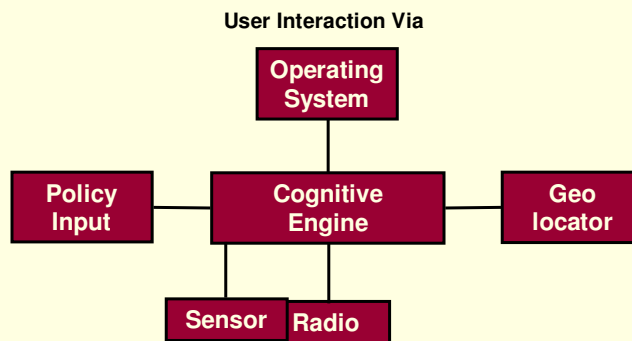 User Interaction Via
Operating
System
Policy
Input
Cognitive
Engine
Geo
locator
Sensor
Radio